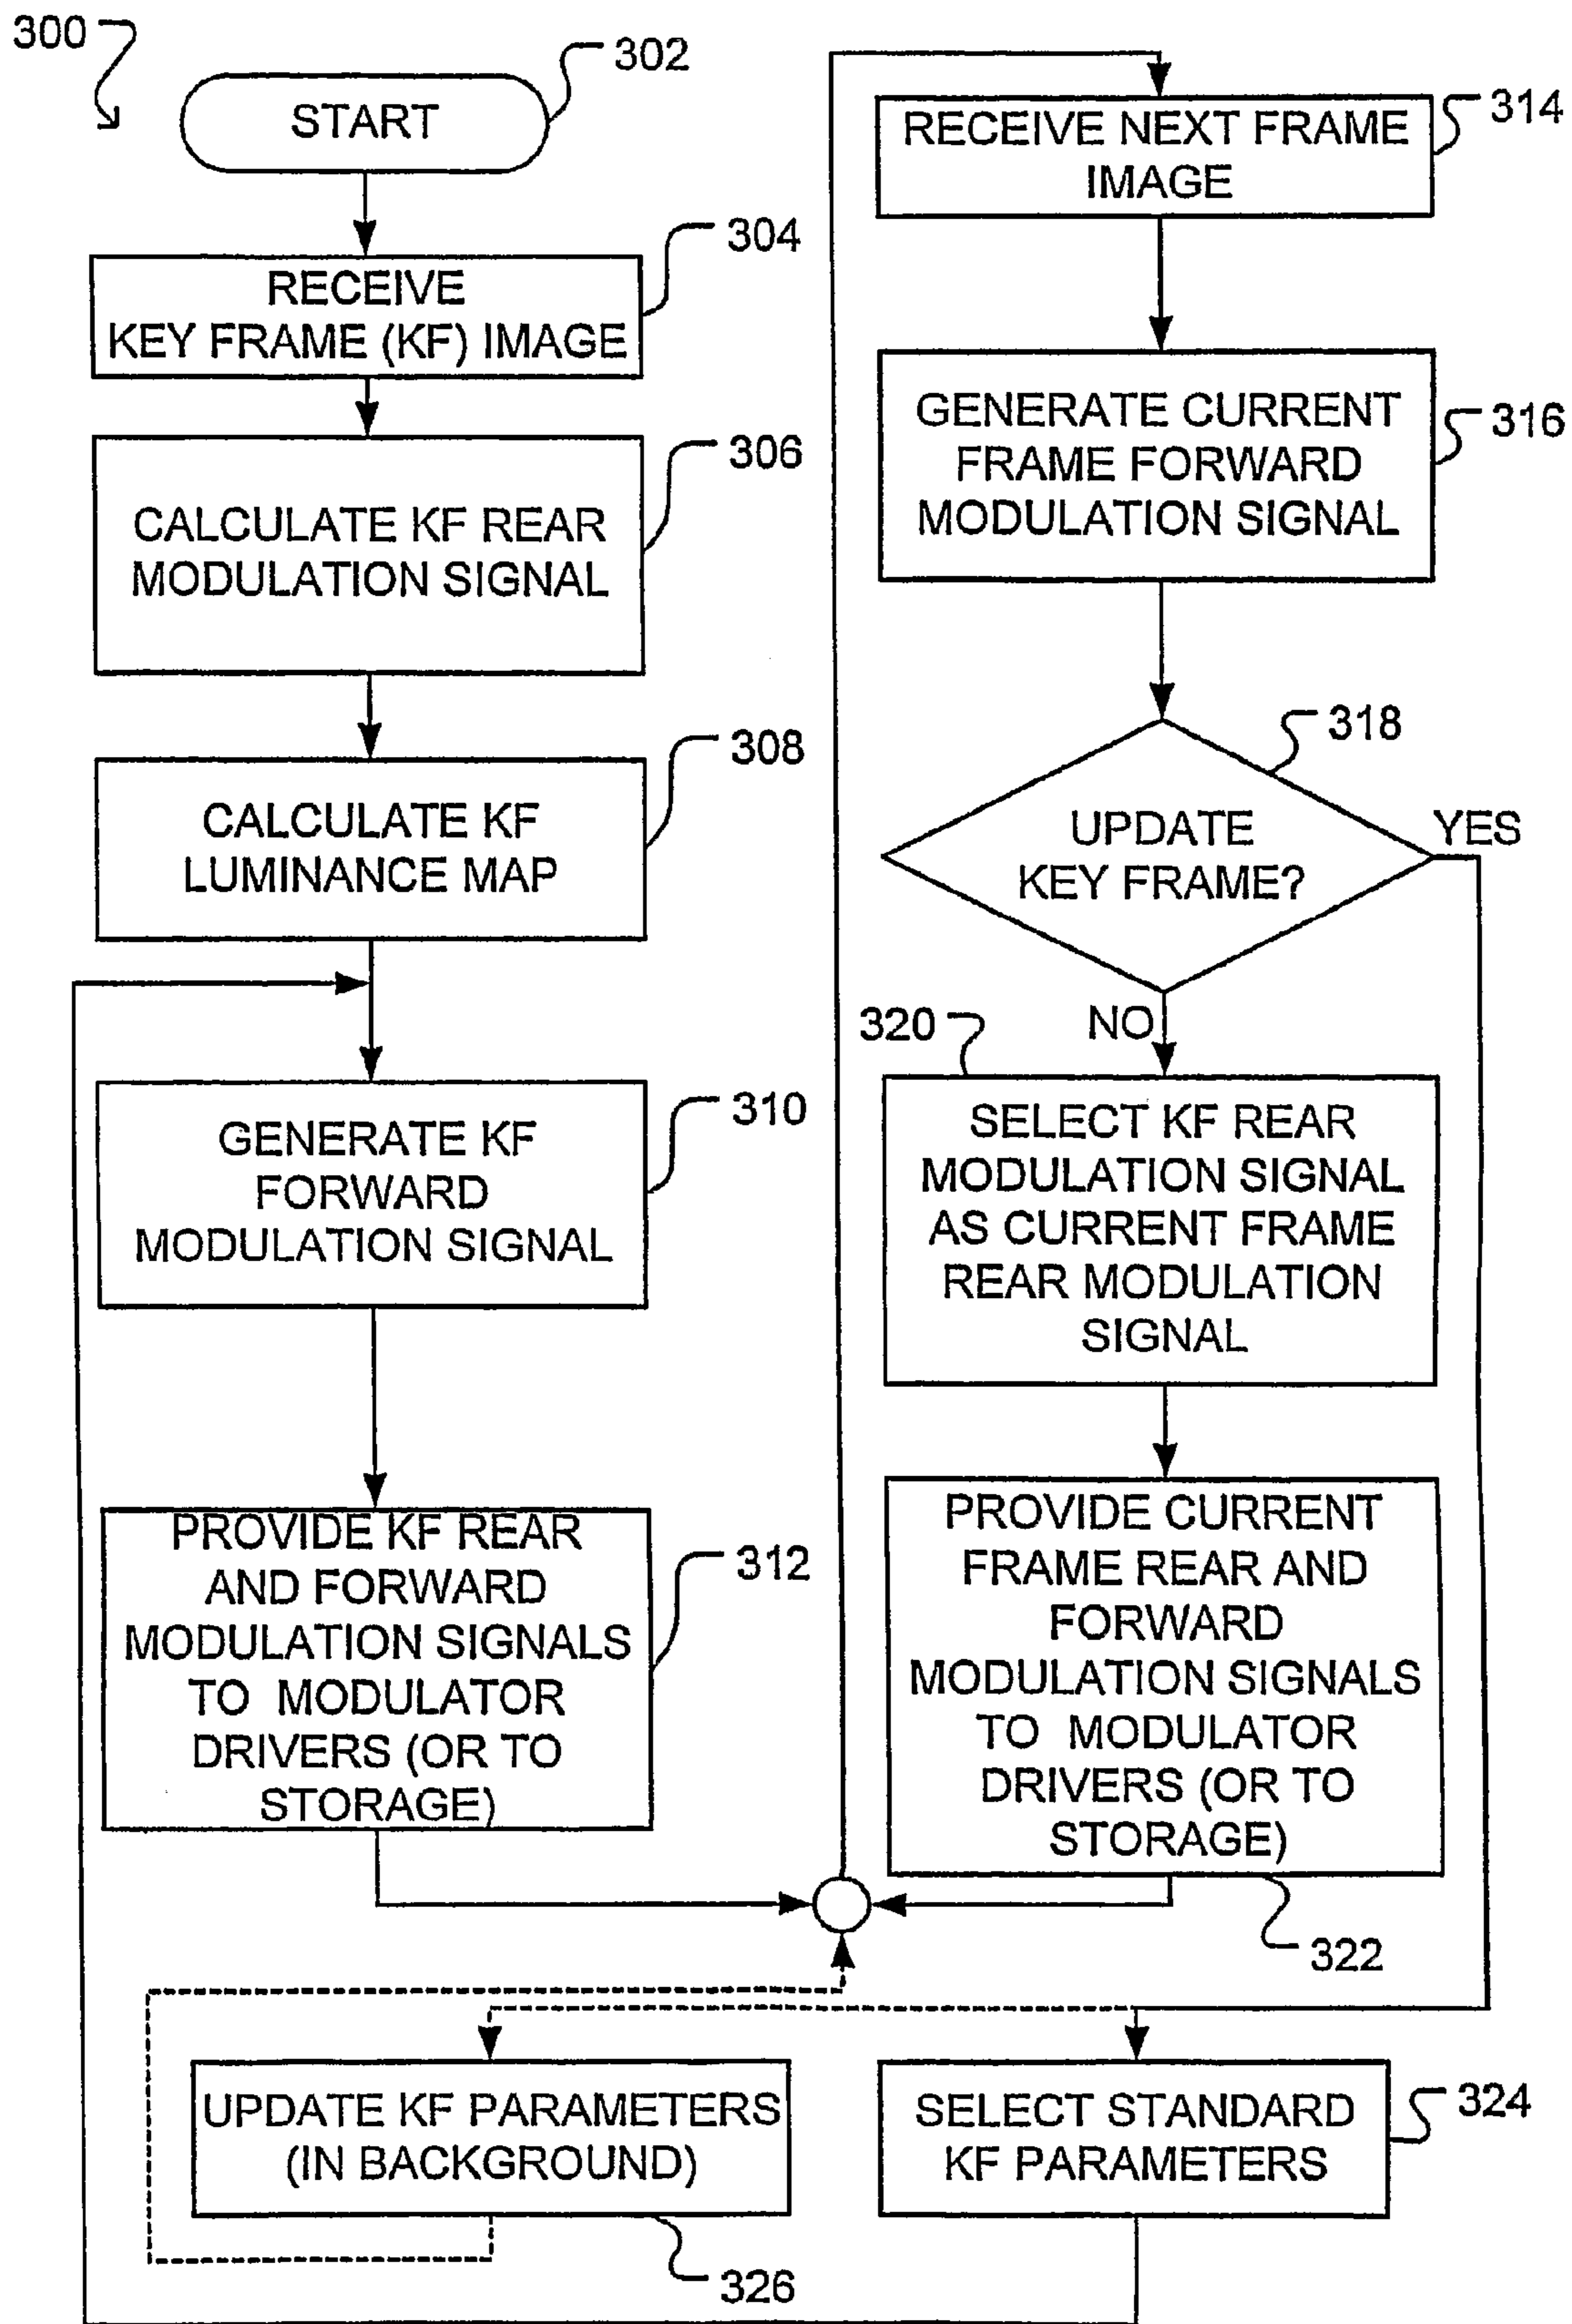 300
START
302
RECEIVE
KEY FRAME (KF) IMAGE
304
CALCULATE KF REAR
MODULATION SIGNAL
306
CALCULATE KF
LUMINANCE MAP
308
GENERATE KF
FORWARD
MODULATION SIGNAL
310
PROVIDE KF REAR
AND FORWARD
MODULATION SIGNALS
TO MODULATOR
DRIVERS (OR TO
STORAGE)
312
RECEIVE NEXT FRAME
IMAGE
314
GENERATE CURRENT
FRAME FORWARD
MODULATION SIGNAL
316
UPDATE
KEY FRAME?
318
YES
NO
320
SELECT KF REAR
MODULATION SIGNAL
AS CURRENT FRAME
REAR MODULATION
SIGNAL
PROVIDE CURRENT
FRAME REAR AND
FORWARD
MODULATION SIGNALS
TO MODULATOR
DRIVERS (OR TO
STORAGE)
322
UPDATE KF PARAMETERS
(IN BACKGROUND)
326
SELECT STANDARD
KF PARAMETERS
324